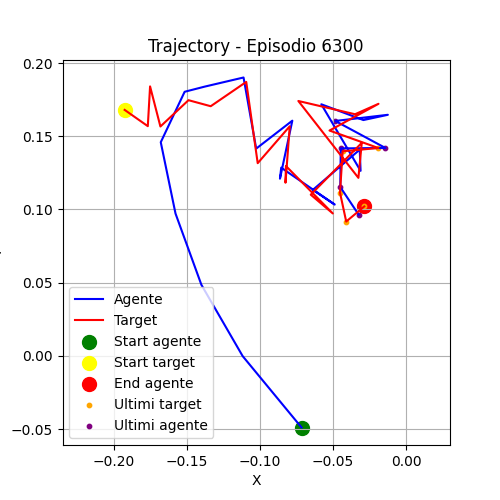 Trajectory - Episodio 6300
0.20
0.15
0.10
0.05
0.00
−0.05
Agente
Target
Start agente
Start target
End agente
Ultimi target
Ultimi agente
−0.20 −0.15 −0.10 −0.05 0.00
X